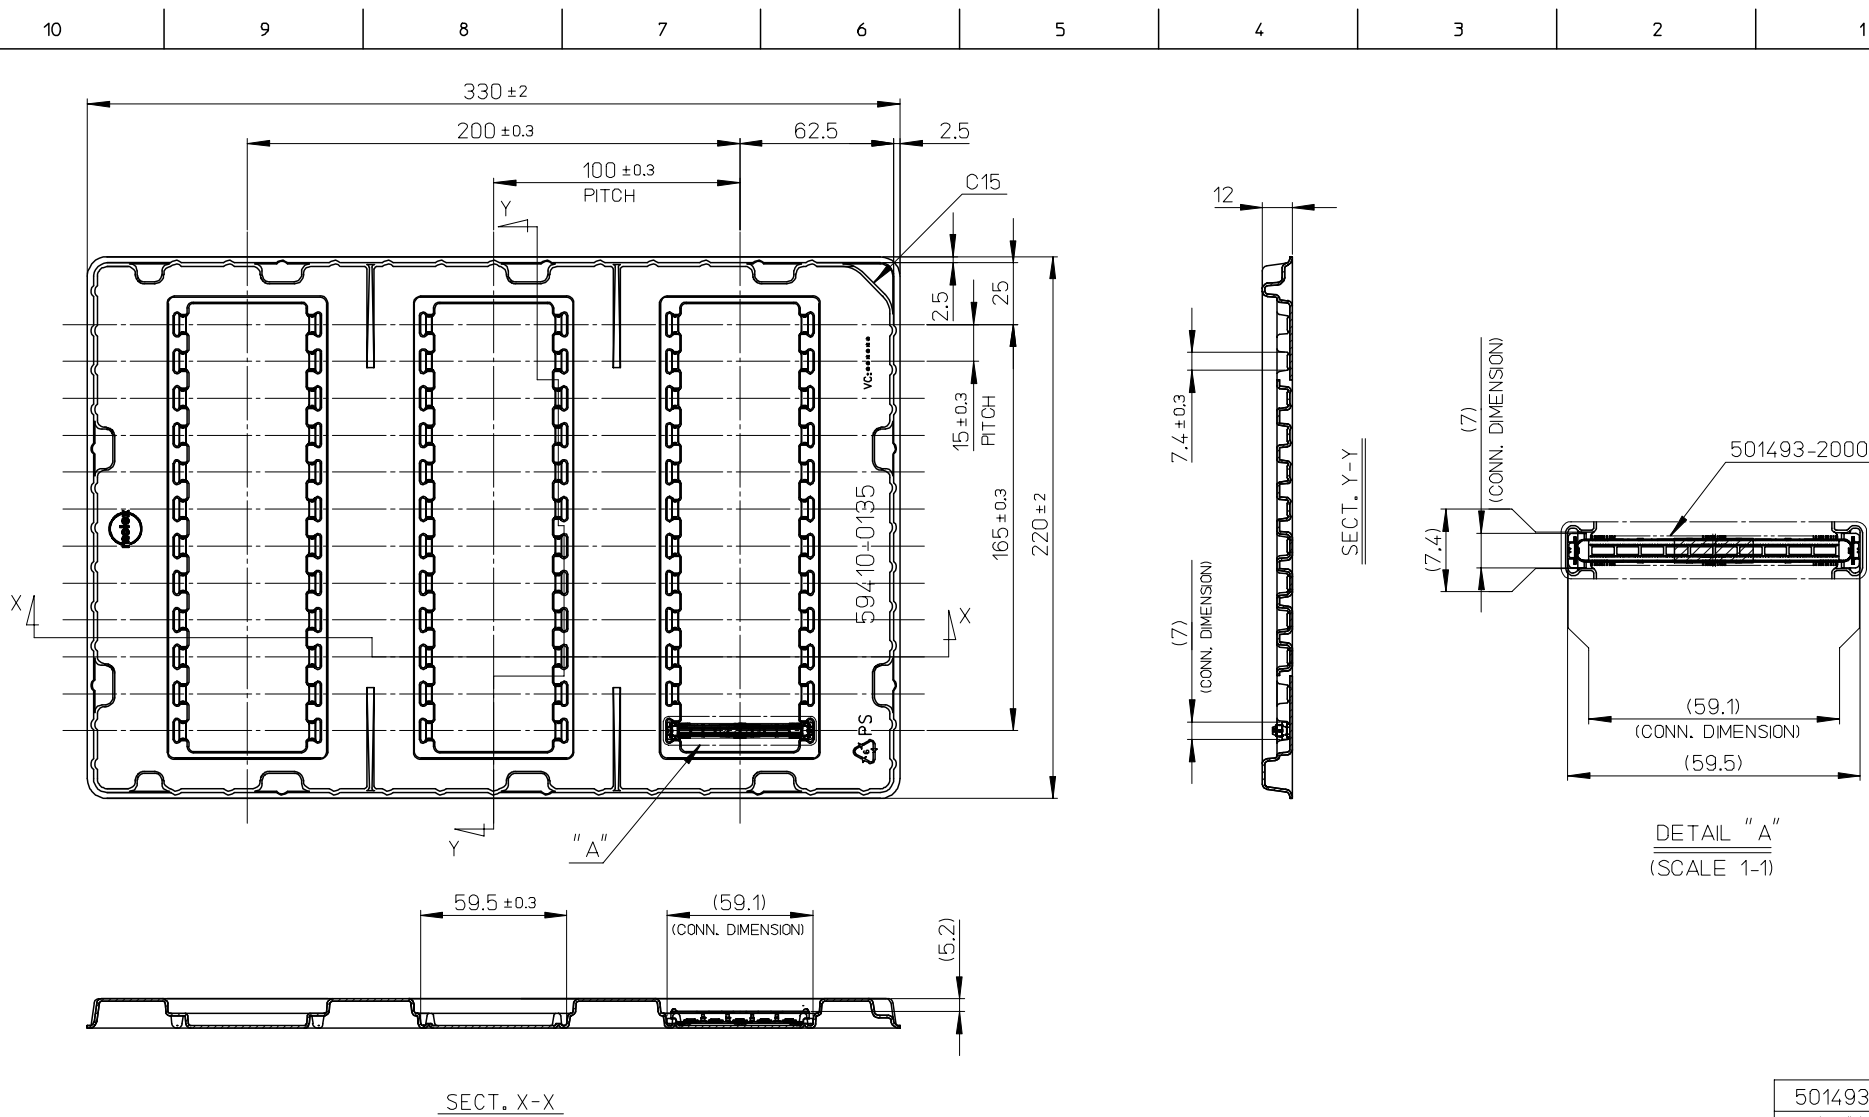 10 9 8 7 6 5 4 3 2 1
330 ±2
200 ±0.3
62.5
2.5
100 ±0.3
PITCH
C15
Y
12
2.5
25
VC:******
15 ±0.3
PITCH
7.4 ±0.3
SECT. Y-Y
(7)
(CONN. DIMENSION)
501493-2000
(7.4)
molex
59410-0135
165 ±0.3
220 ±2
X
X
(7)
(CONN. DIMENSION)
(59.1)
(CONN. DIMENSION)
(59.5)
6
PS
Y
"A"
DETAIL "A"
(SCALE 1-1)
59.5 ±0.3
(59.1)
(CONN. DIMENSION)
(5.2)
SECT. X-X
501493